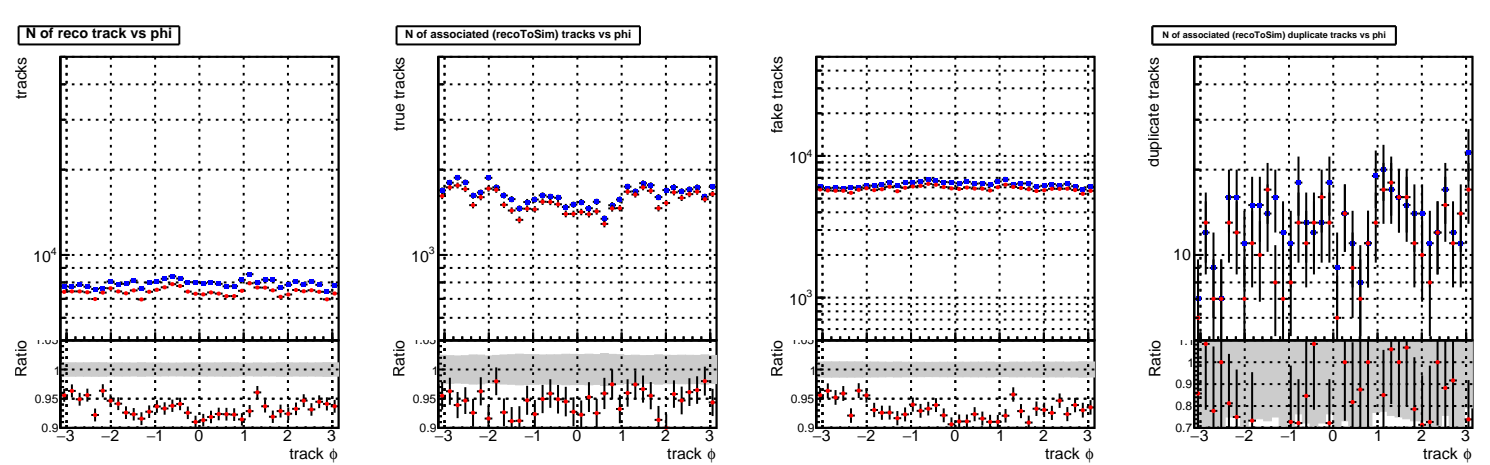 N of reco track vs phi
tracks
10⁴
Ratio
1
0.95
0.9
−3 −2 −1 0 1 2 3
track ϕ
N of associated (recoToSim) tracks vs phi
true tracks
10³
Ratio
1
0.95
0.9
−3 −2 −1 0 1 2 3
track ϕ
fake tracks
10⁴
10³
Ratio
1
0.95
0.9
−3 −2 −1 0 1 2 3
track ϕ
N of associated (recoToSim) duplicate tracks vs phi
duplicate tracks
10
Ratio
1
0.9
0.8
0.7
−3 −2 −1 0 1 2 3
track ϕ